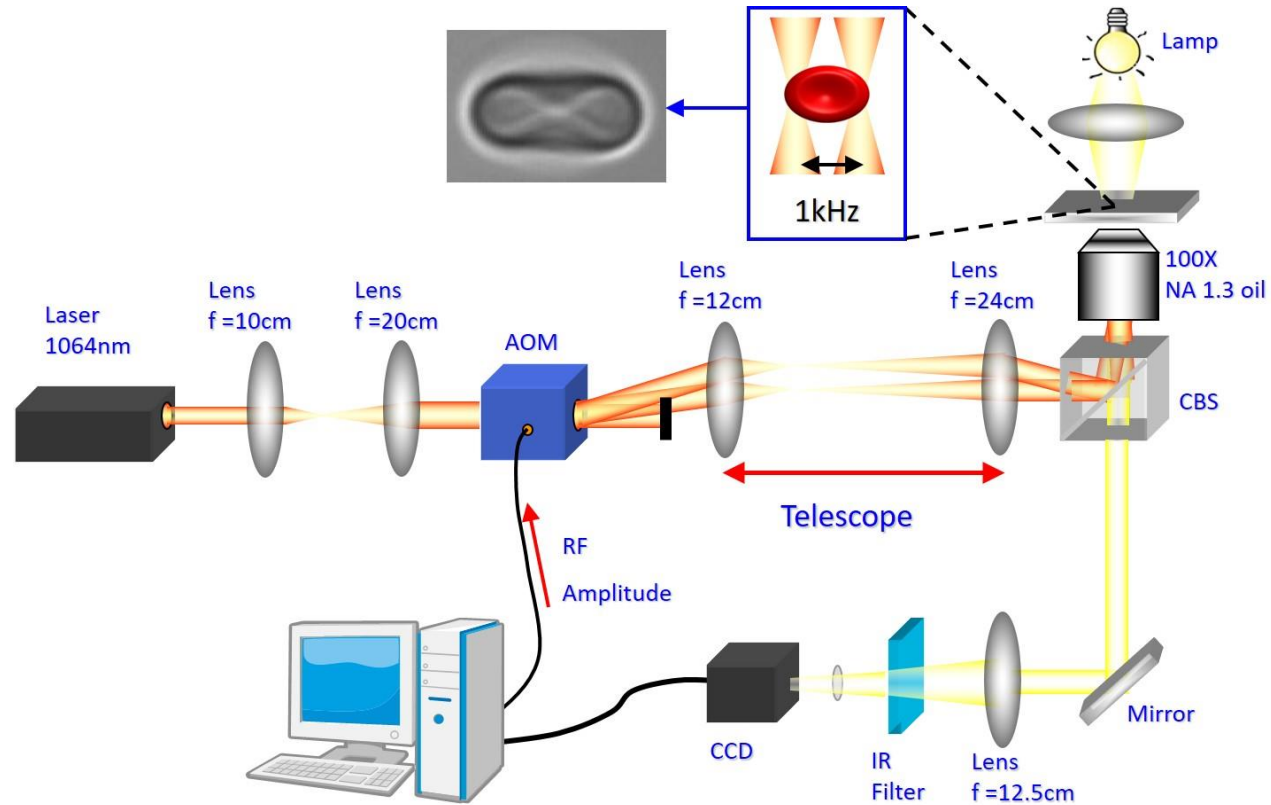 Lamp
1kHz
100X
NA 1.3 oil
Lens
f =10cm
Lens
f =20cm
Lens
f =12cm
Lens
f =24cm
Laser
1064nm
AOM
CBS
Telescope
RF
Amplitude
CCD
IR
Filter
Lens
f =12.5cm
Mirror